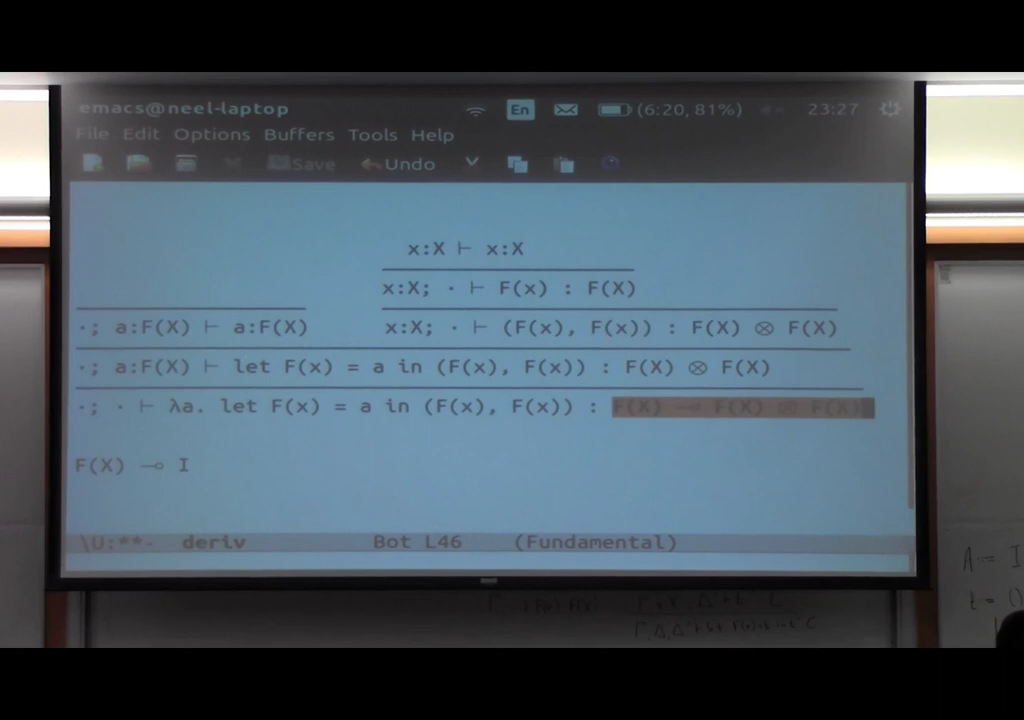 emacs@neel-laptop En (6:20, 81%) 23:27
File Edit Options Buffers Tools Help
Save Undo
x:X ⊢ x:X
x:X; · ⊢ F(x) : F(X)
·; a:F(X) ⊢ a:F(X) x:X; · ⊢ (F(x), F(x)) : F(X) ⊗ F(X)
·; a:F(X) ⊢ let F(x) = a in (F(x), F(x)) : F(X) ⊗ F(X)
·; · ⊢ λa. let F(x) = a in (F(x), F(x)) : F(X) ⊸ F(X) ⊗ F(X)
F(X) ⊸ I
\U:**- deriv Bot L46 (Fundamental)